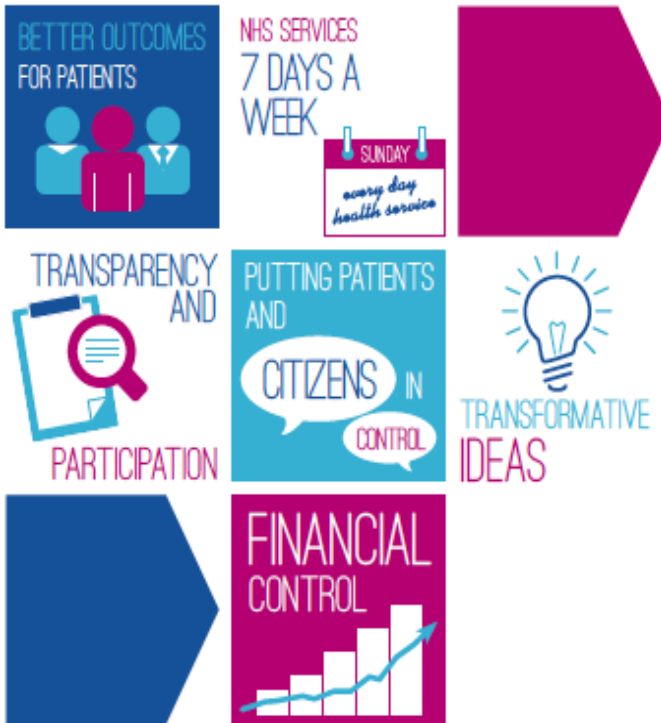 BETTER OUTCOMES
FOR PATIENTS
NHS SERVICES
7 DAYS A
WEEK
SUNDAY
every day
health service
TRANSPARENCY
AND
PARTICIPATION
PUTTING PATIENTS
AND
CITIZENS IN
CONTROL
TRANSFORMATIVE
IDEAS
FINANCIAL
CONTROL